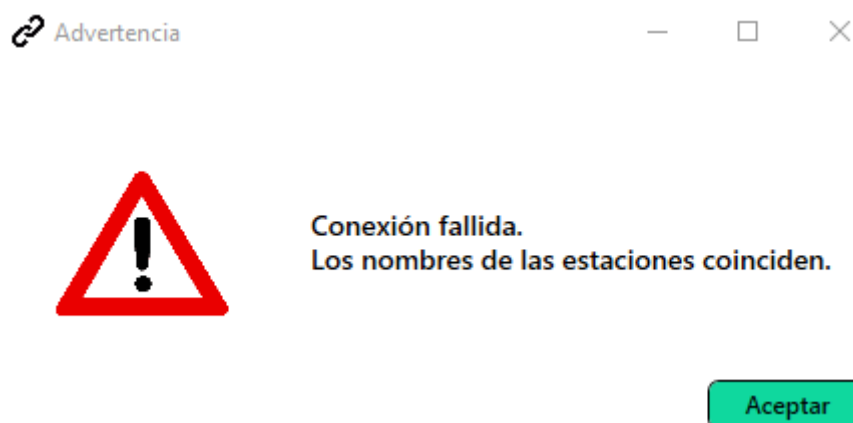 Advertencia
Conexión fallida.
Los nombres de las estaciones coinciden.
Aceptar